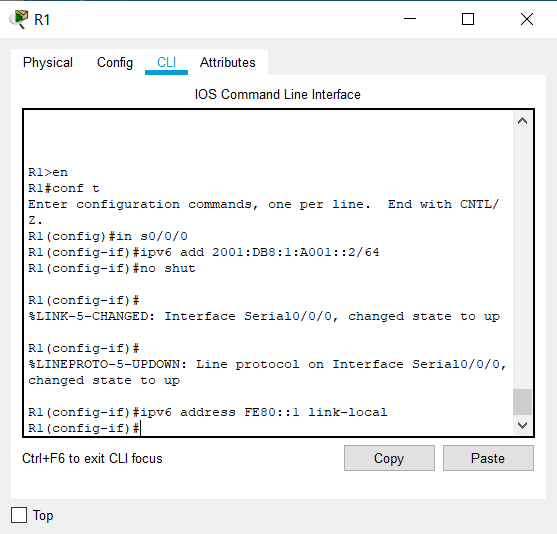 R1
Physical Config CLI Attributes
IOS Command Line Interface
R1>en
R1#conf t
Enter configuration commands, one per line.  End with CNTL/
Z.
R1(config)#in s0/0/0
R1(config-if)#ipv6 add 2001:DB8:1:A001::2/64
R1(config-if)#no shut
R1(config-if)#
%LINK-5-CHANGED: Interface Serial0/0/0, changed state to up
R1(config-if)#
%LINEPROTO-5-UPDOWN: Line protocol on Interface Serial0/0/0,
changed state to up
R1(config-if)#ipv6 address FE80::1 link-local
R1(config-if)#
Ctrl+F6 to exit CLI focus
Copy Paste
Top